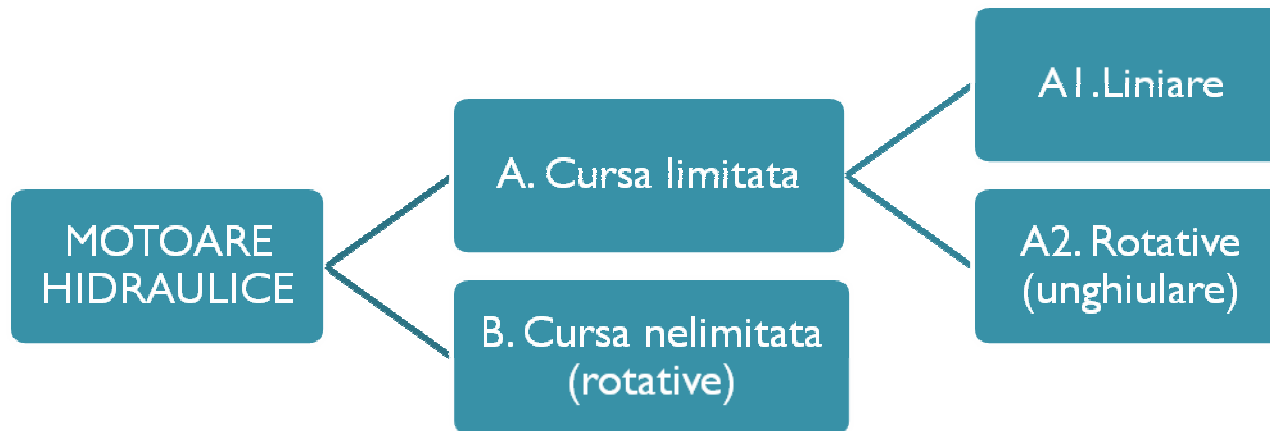 MOTOARE
HIDRAULICE
A. Cursa limitata
B. Cursa nelimitata
(rotative)
A1.Liniare
A2. Rotative
(unghiulare)